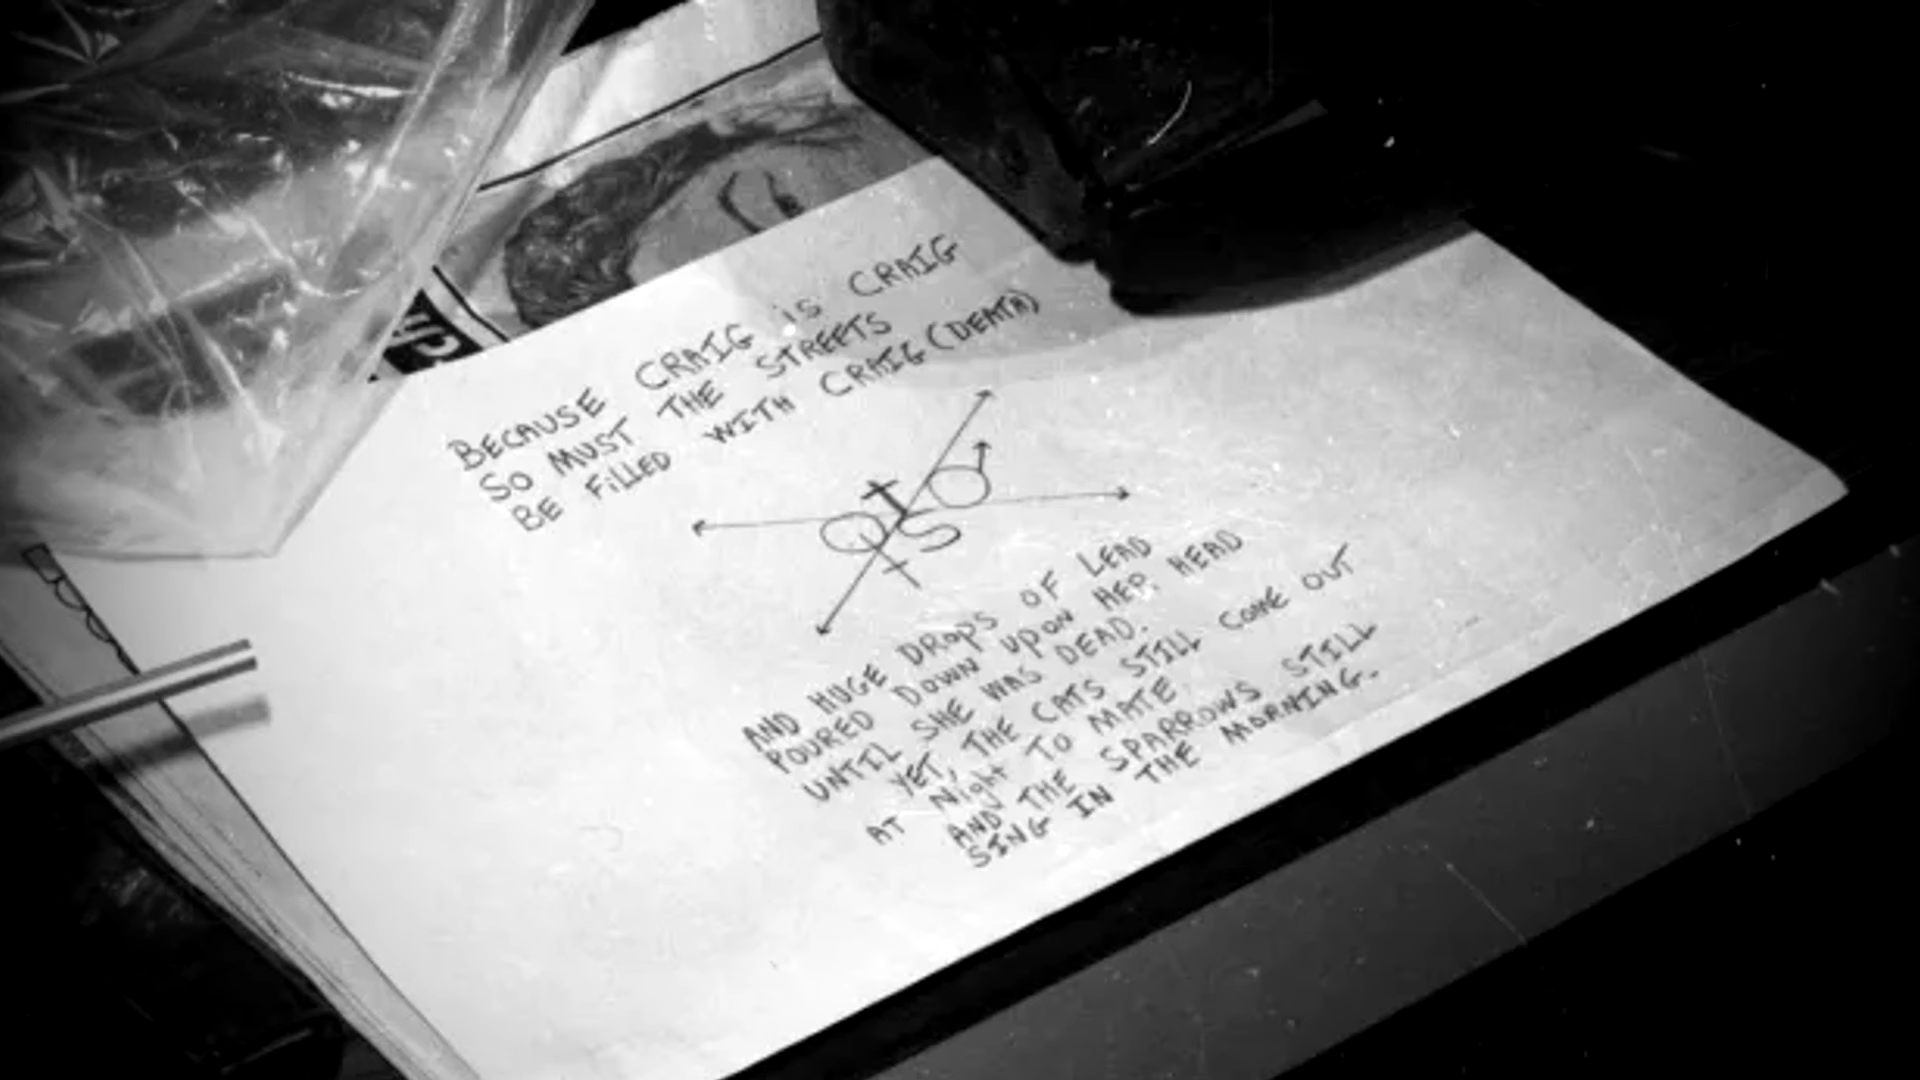 BECAUSE CRAIG iS CRAIG
SO MUST THE STREETS
BE FiLLED WITH CRAIG (DEATH)
AND HUGE DROPS OF LEAD
POURED DOWN UPON HER HEAD
UNTIL SHE WAS DEAD.
YET, THE CATS STILL COME OUT
AT Night TO MATE
AND THE SPARROWS STILL
SING IN THE MORNING.